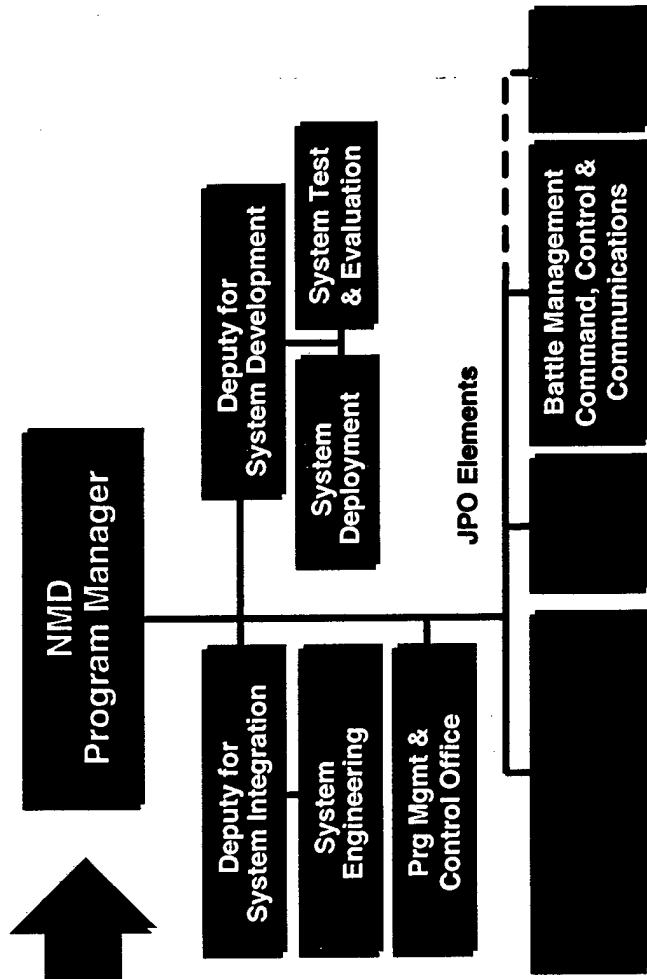 NMD
Program Manager
Deputy for
System Integration
System
Engineering
Prg Mgmt &
Control Office
Deputy for
System Development
System
Deployment
System Test
& Evaluation
JPO Elements
Battle Management
Command, Control &
Communications